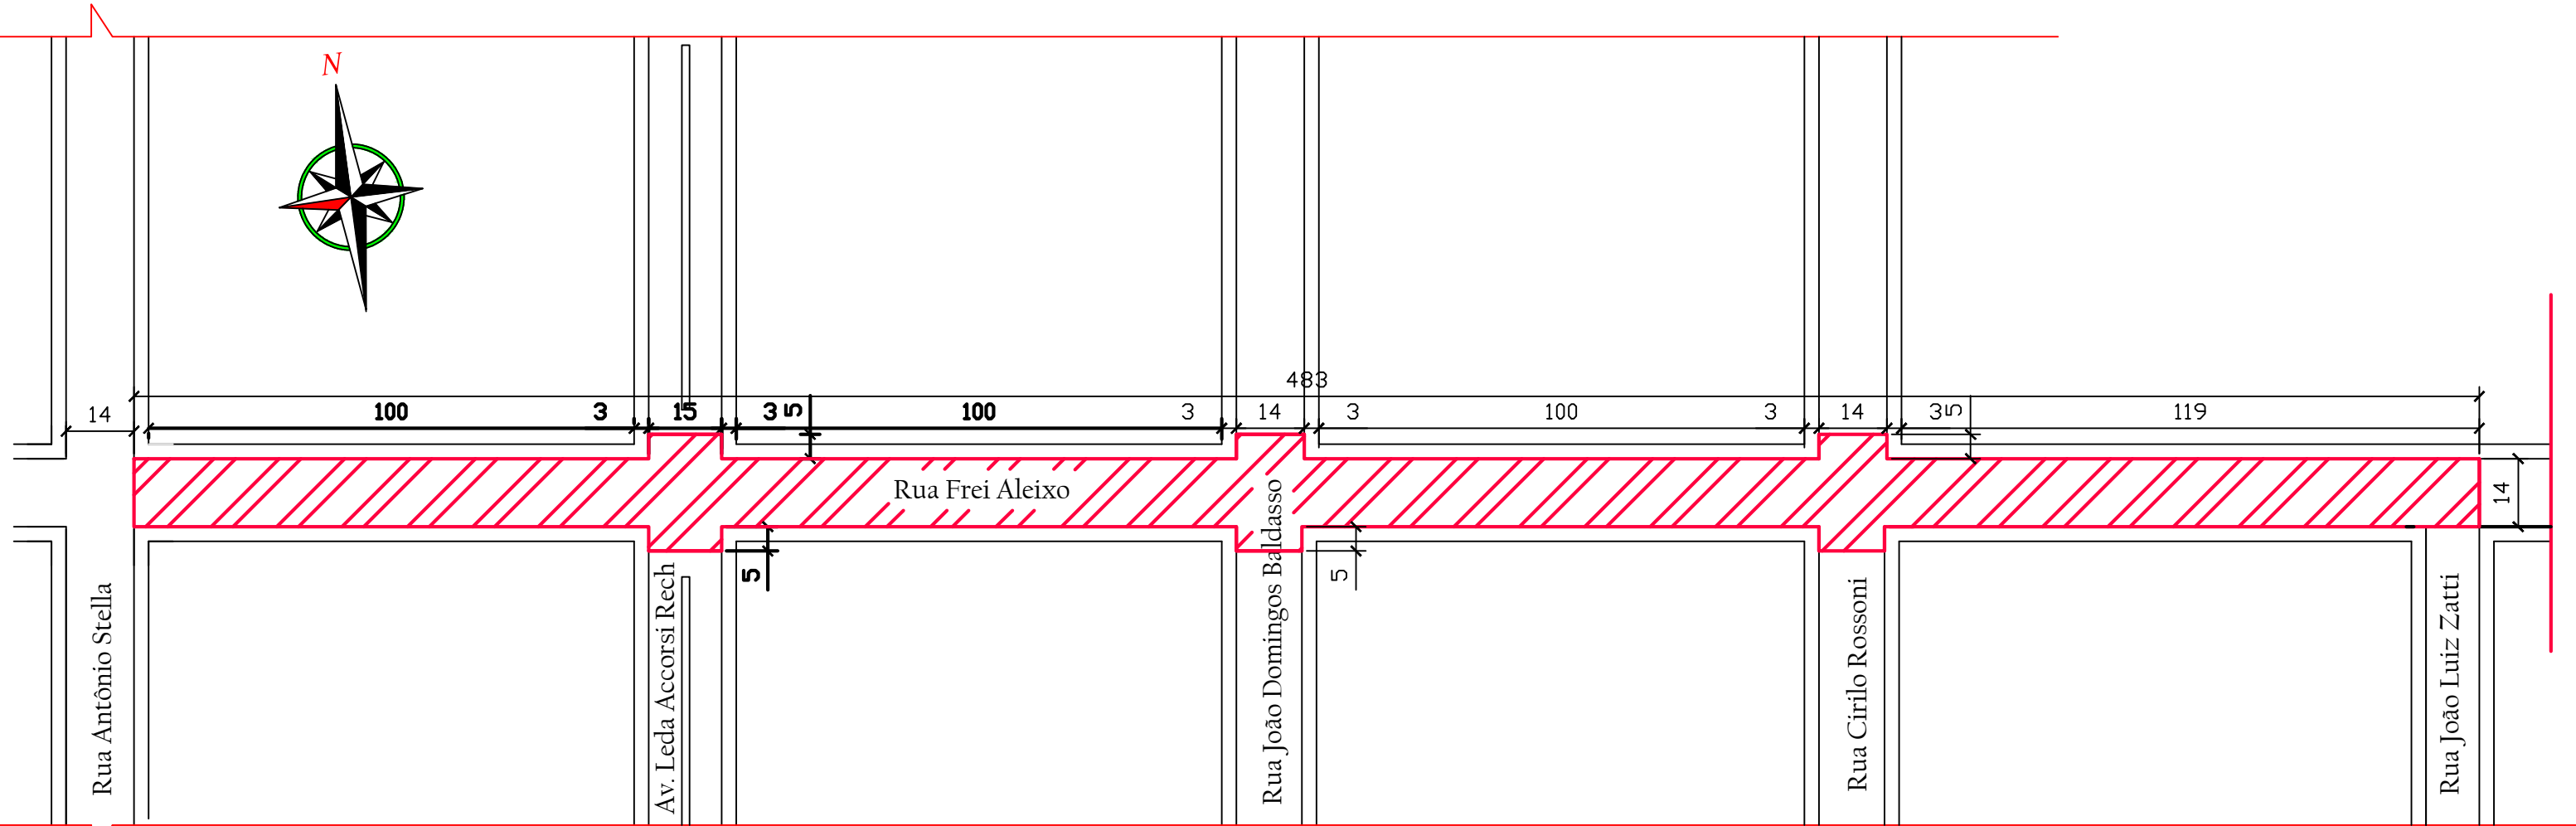 N
483
14
100
3
15
3
5
100
3
14
3
100
3
14
3
5
119
Rua Frei Aleixo
14
5
5
Rua Antônio Stella
Av. Leda Accorsi Rech
Rua João Domingos Baldasso
Rua Cirilo Rossoni
Rua João Luiz Zatti